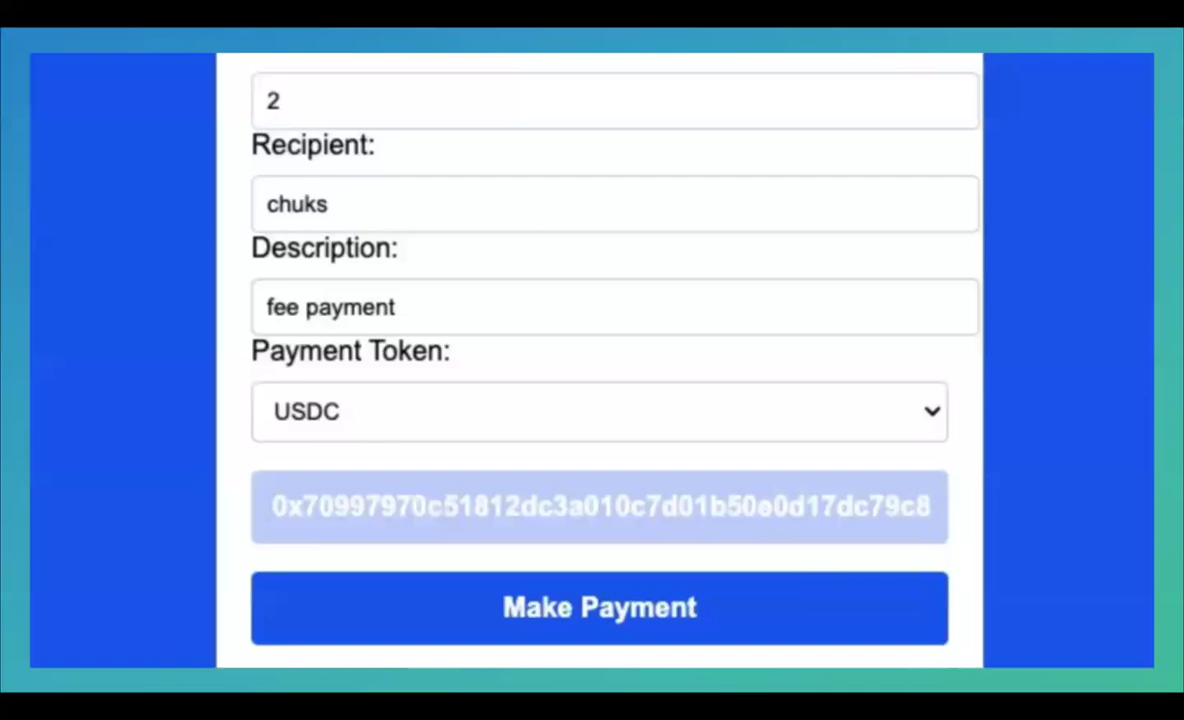 2
Recipient:
chuks
Description:
fee payment
Payment Token:
USDC
0x70997970c51812dc3a010c7d01b50e0d17dc79c8
Make Payment